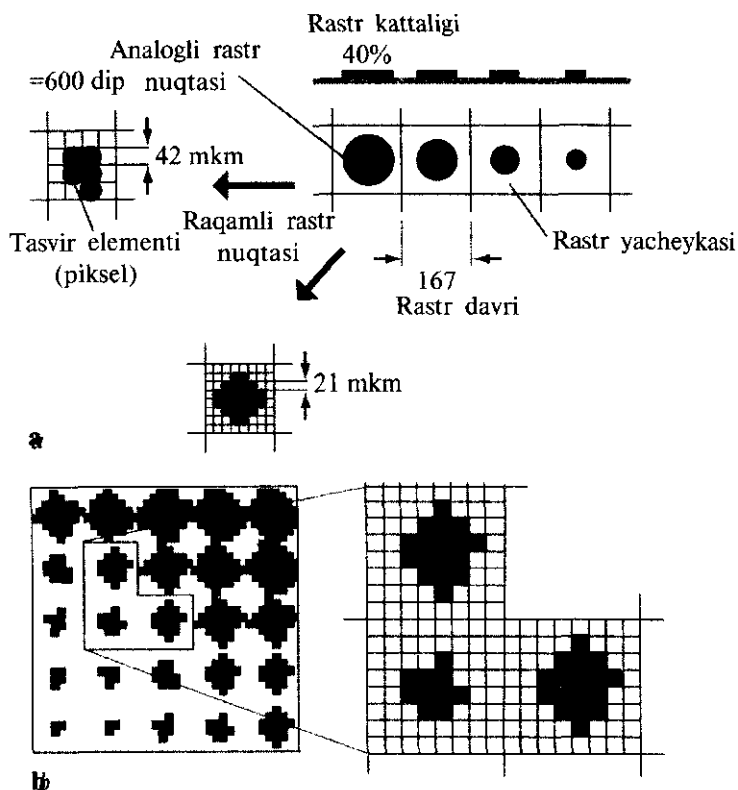 Rastr kattaligi
40%
Analogli rastr
nuqtasi
=600 dip
42 mkm
Raqamli rastr
nuqtasi
Tasvir elementi
(piksel)
Rastr yacheykasi
167
Rastr davri
21 mkm
a
b